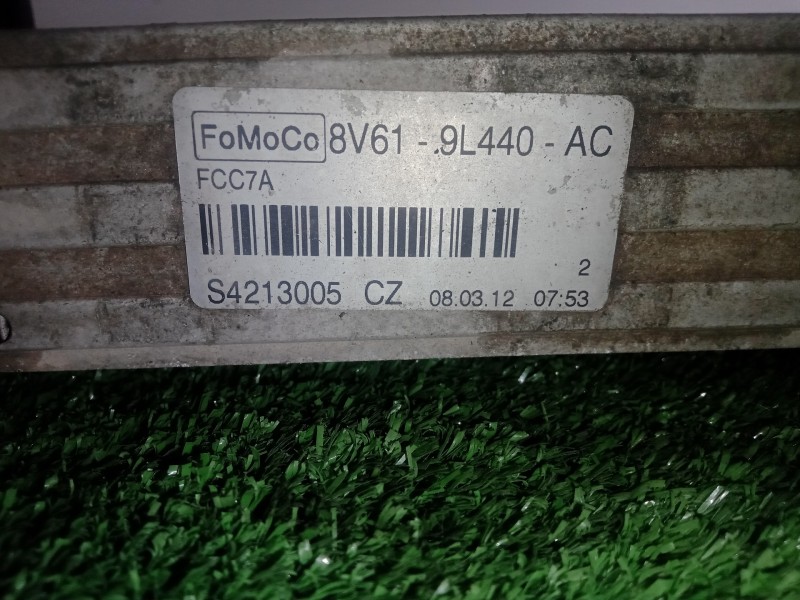 FoMoCo 8V61 - 9L440 - AC
FCC7A
2
S4213005 CZ 08.03.12 07:53